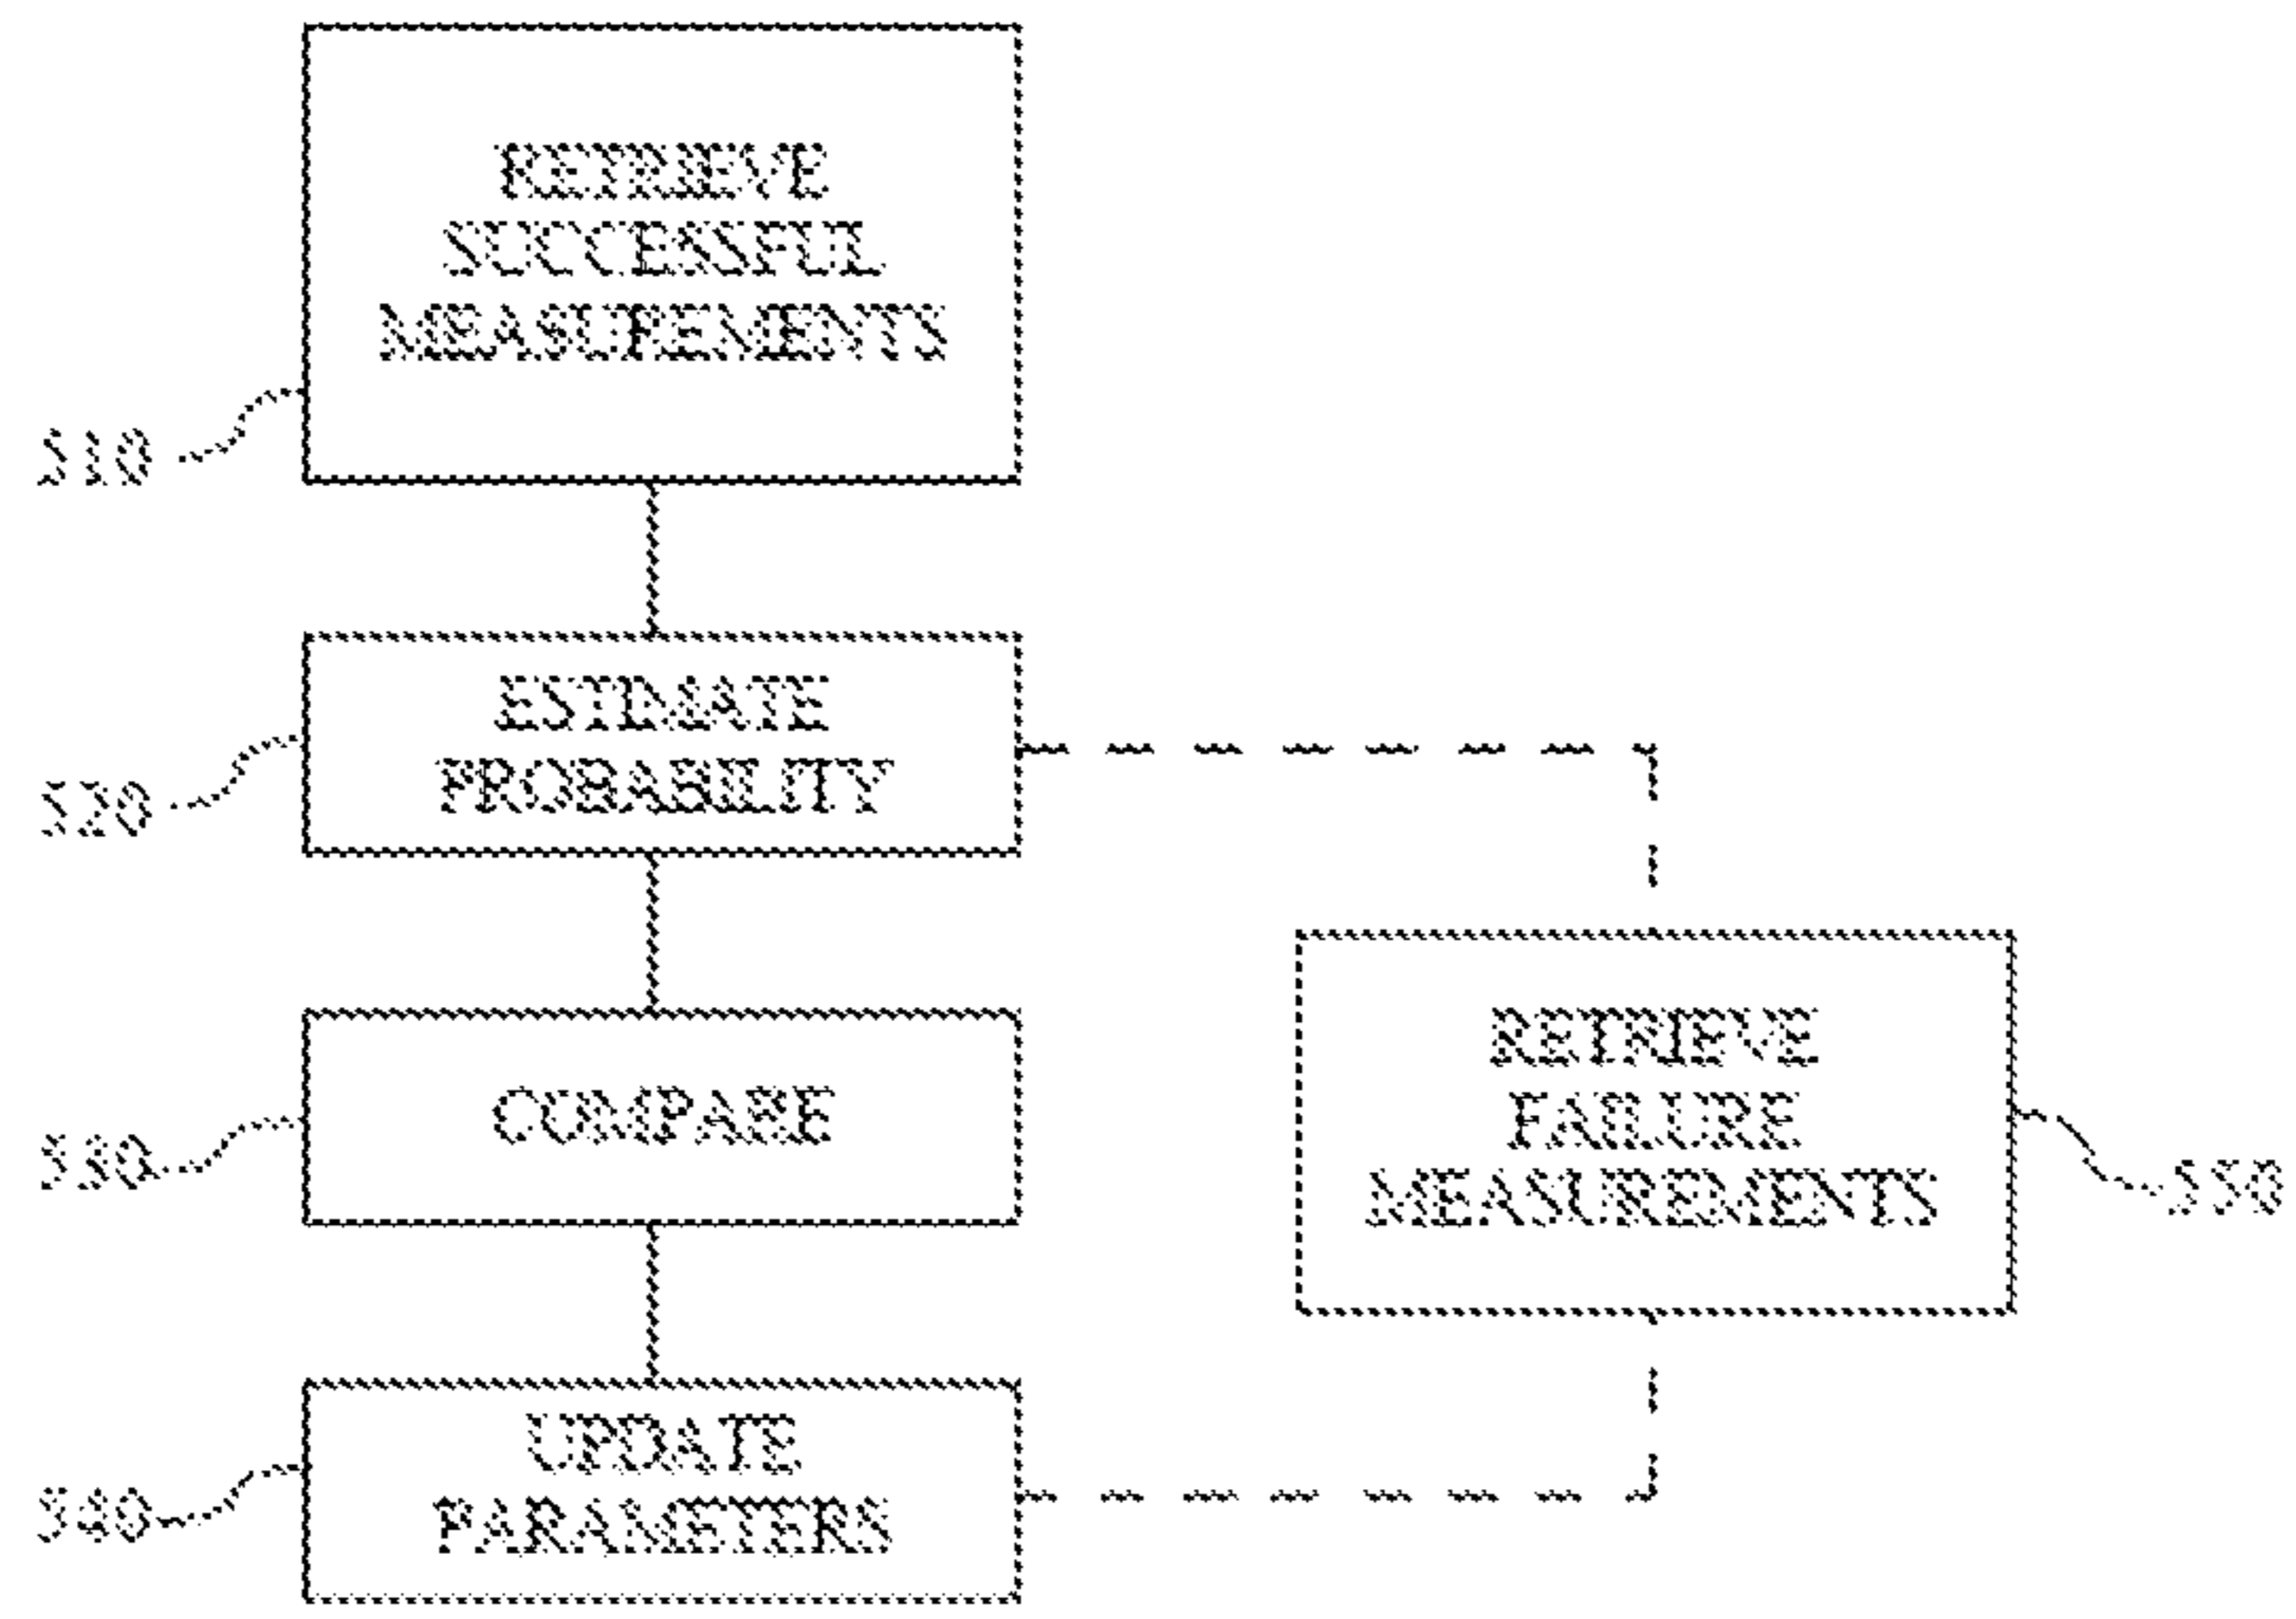 RETRIEVE
SUCCESSFUL
MEASUREMENTS
510
ESTIMATE
PROBABILITY
520
COMPARE
530
RETRIEVE
FAILURE
MEASUREMENTS
550
UPDATE
PARAMETERS
540